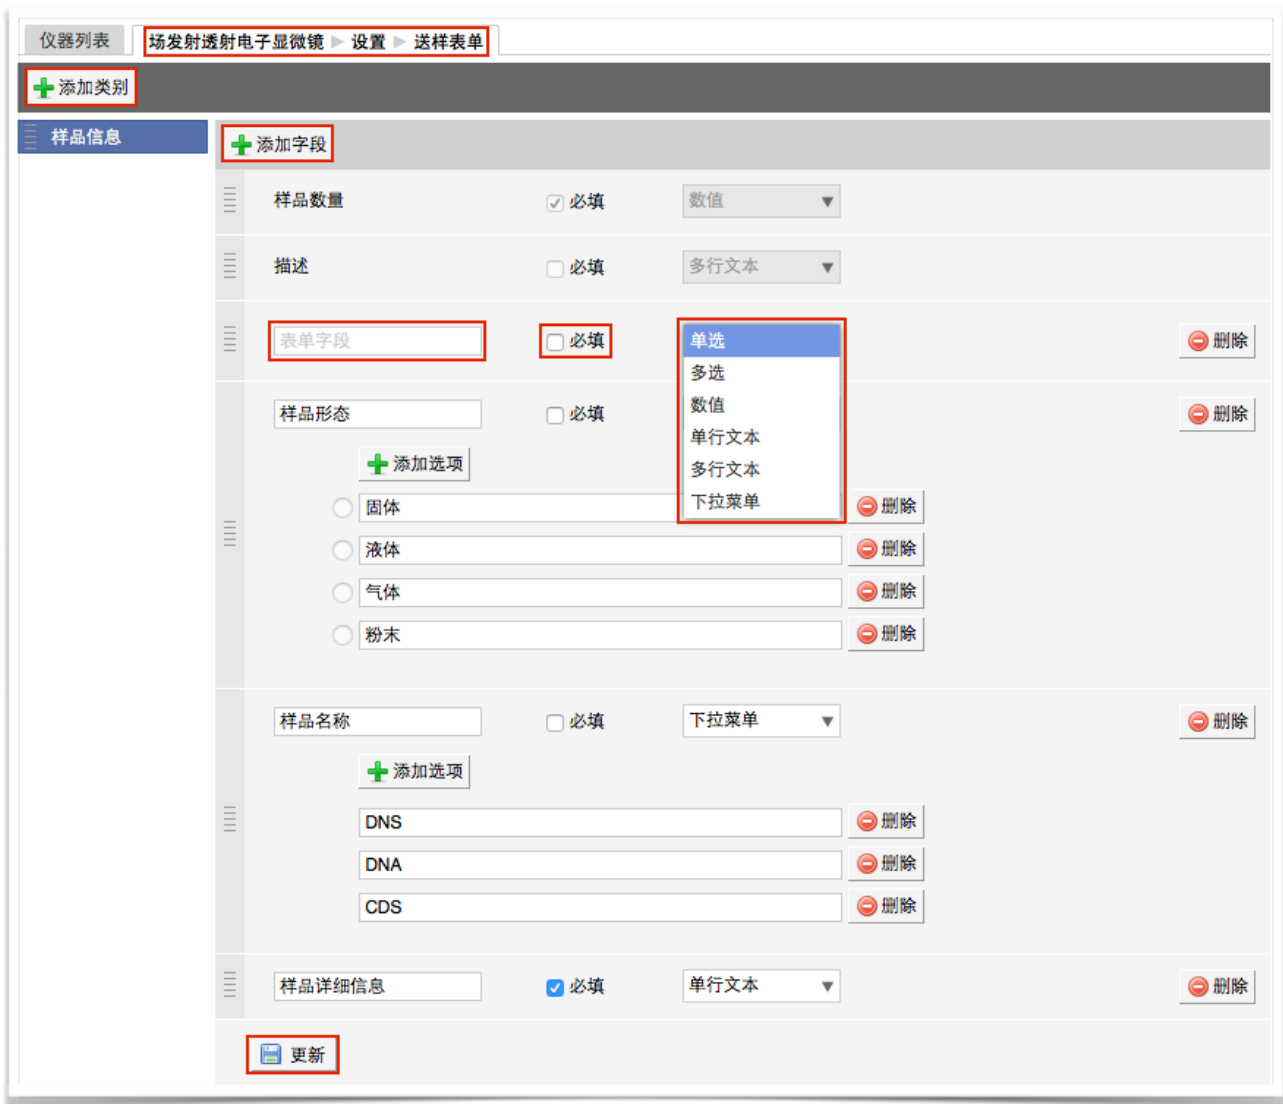 仪器列表 场发射透射电子显微镜 ▶ 设置 ▶ 送样表单
添加类别
样品信息
添加字段
样品数量 必填 数值
描述 必填 多行文本
表单字段 必填 单选 删除
多选
数值
单行文本
多行文本
下拉菜单
样品形态 必填 删除
添加选项
固体 删除
液体 删除
气体 删除
粉末 删除
样品名称 必填 下拉菜单 删除
添加选项
DNS 删除
DNA 删除
CDS 删除
样品详细信息 必填 单行文本 删除
更新